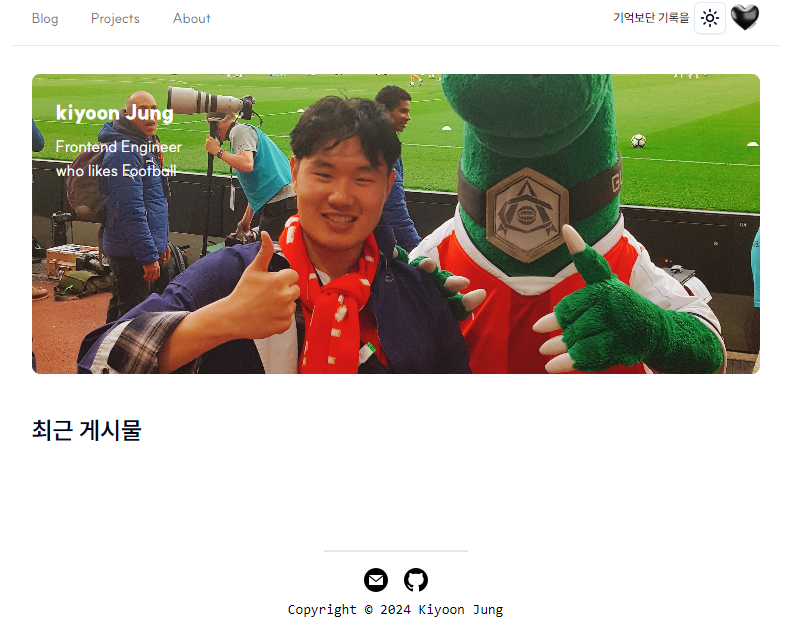 Blog Projects About 기억보단 기록을
kiyoon Jung
Frontend Engineer
who likes Football
최근 게시물
Copyright © 2024 Kiyoon Jung